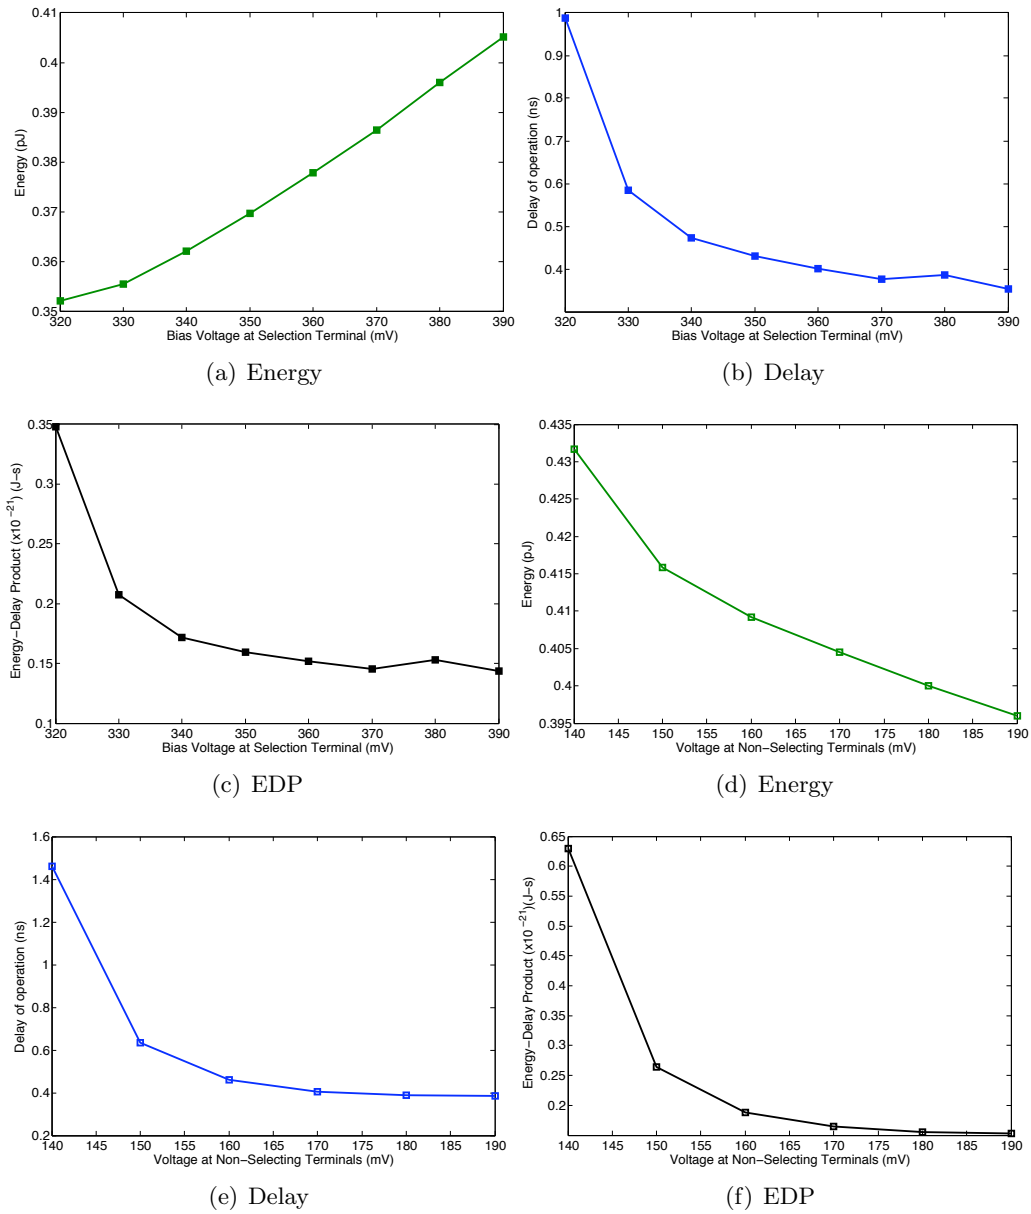 0.41
0.4
0.39
0.38
0.37
0.36
0.35
320 330 340 350 360 370 380 390
Energy (pJ)
Bias Voltage at Selection Terminal (mV)
(a) Energy
1
0.9
0.8
0.7
0.6
0.5
0.4
320 330 340 350 360 370 380 390
Delay of operation (ns)
Bias Voltage at Selection Terminal (mV)
(b) Delay
0.35
0.3
0.25
0.2
0.15
0.1
320 330 340 350 360 370 380 390
Energy−Delay Product (x10 −21) (J−s)
Bias Voltage at Selection Terminal (mV)
(c) EDP
0.435
0.43
0.425
0.42
0.415
0.41
0.405
0.4
0.395
140 145 150 155 160 165 170 175 180 185 190
Energy (pJ)
Voltage at Non−Selecting Terminals (mV)
(d) Energy
1.6
1.4
1.2
1
0.8
0.6
0.4
0.2
140 145 150 155 160 165 170 175 180 185 190
Delay of operation (ns)
Voltage at Non−Selecting Terminals (mV)
(e) Delay
0.65
0.6
0.55
0.5
0.45
0.4
0.35
0.3
0.25
0.2
140 145 150 155 160 165 170 175 180 185 190
Energy−Delay Product (x10 −21)(J−s)
Voltage at Non−Selecting Terminals (mV)
(f) EDP